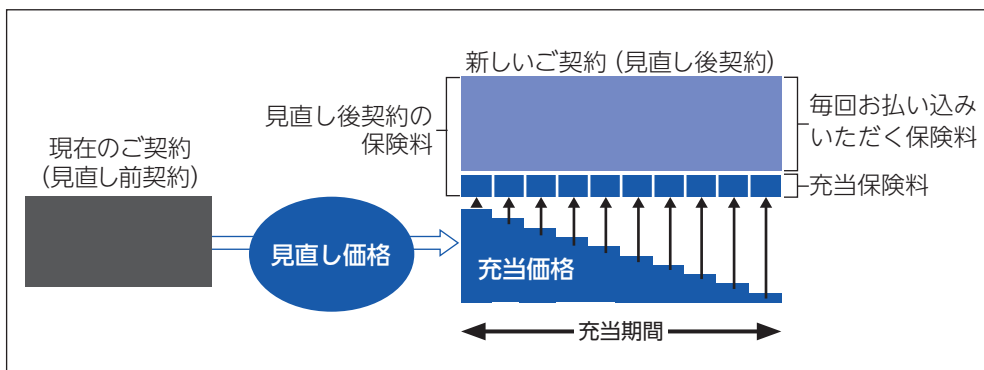 新しいご契約（見直し後契約）
見直し後契約の
保険料
毎回お払い込み
いただく保険料
充当保険料
現在のご契約
（見直し前契約）
見直し価格
充当価格
充当期間